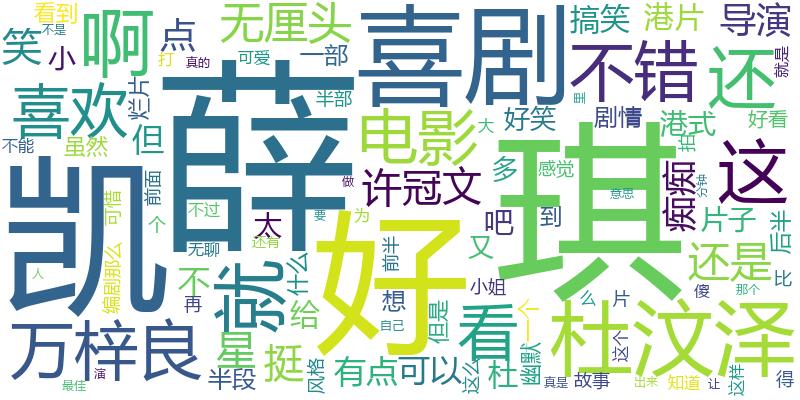 看到
不是
笑
小
啊
点
打
真的
无厘头
可爱
一部
喜剧
搞笑
港片
导演
不错
还
就是
喜欢
烂片
半部
薛
电影
好笑
剧情
里
港式
好看
不能
虽然
但
凯
前面
可惜
个
不过
做
许冠文
多
大
感觉
拍
痴痴
分钟
这
琪
意思
片子
后半
编剧
那么
无聊
太
还有
要
好
为
前半
吧
到
又
还是
比
人
不
再
就
什么
给
想
自己
但是
小姐
看
一个
么
片
傻
那个
杜汶泽
万梓良
星
挺
半段
风格
有点
可以
这么
杜
幽默
真是
故事
这个
出来
知道
让
这样
得
最佳
演